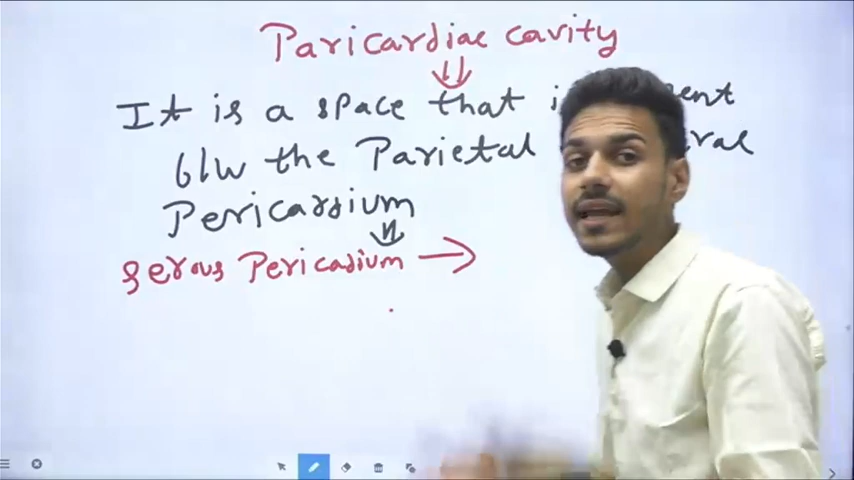 Paricardiac cavity
It is a space that
b/w the Parietal
Pericardium
serous Pericadium →